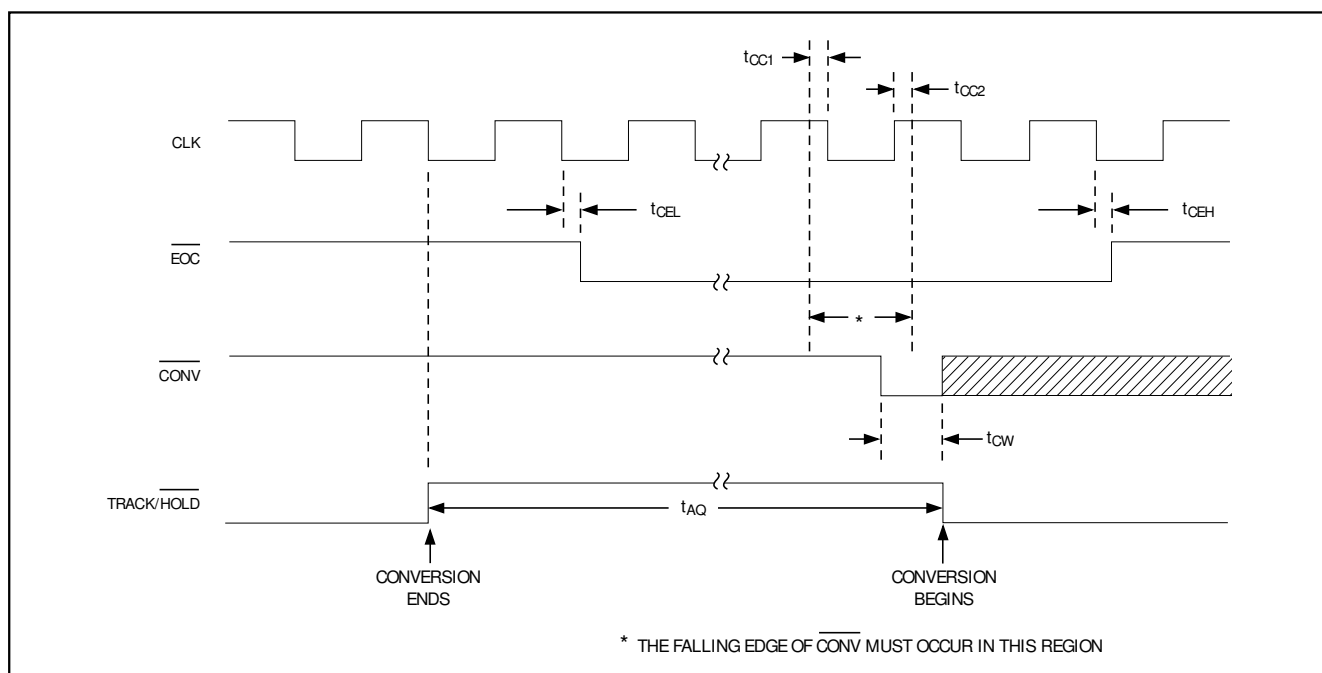 tCC1
tCC2
CLK
tCEL
tCEH
EOC
*
CONV
tCW
TRACK/HOLD
tAQ
CONVERSION
ENDS
CONVERSION
BEGINS
* THE FALLING EDGE OF CONV MUST OCCUR IN THIS REGION